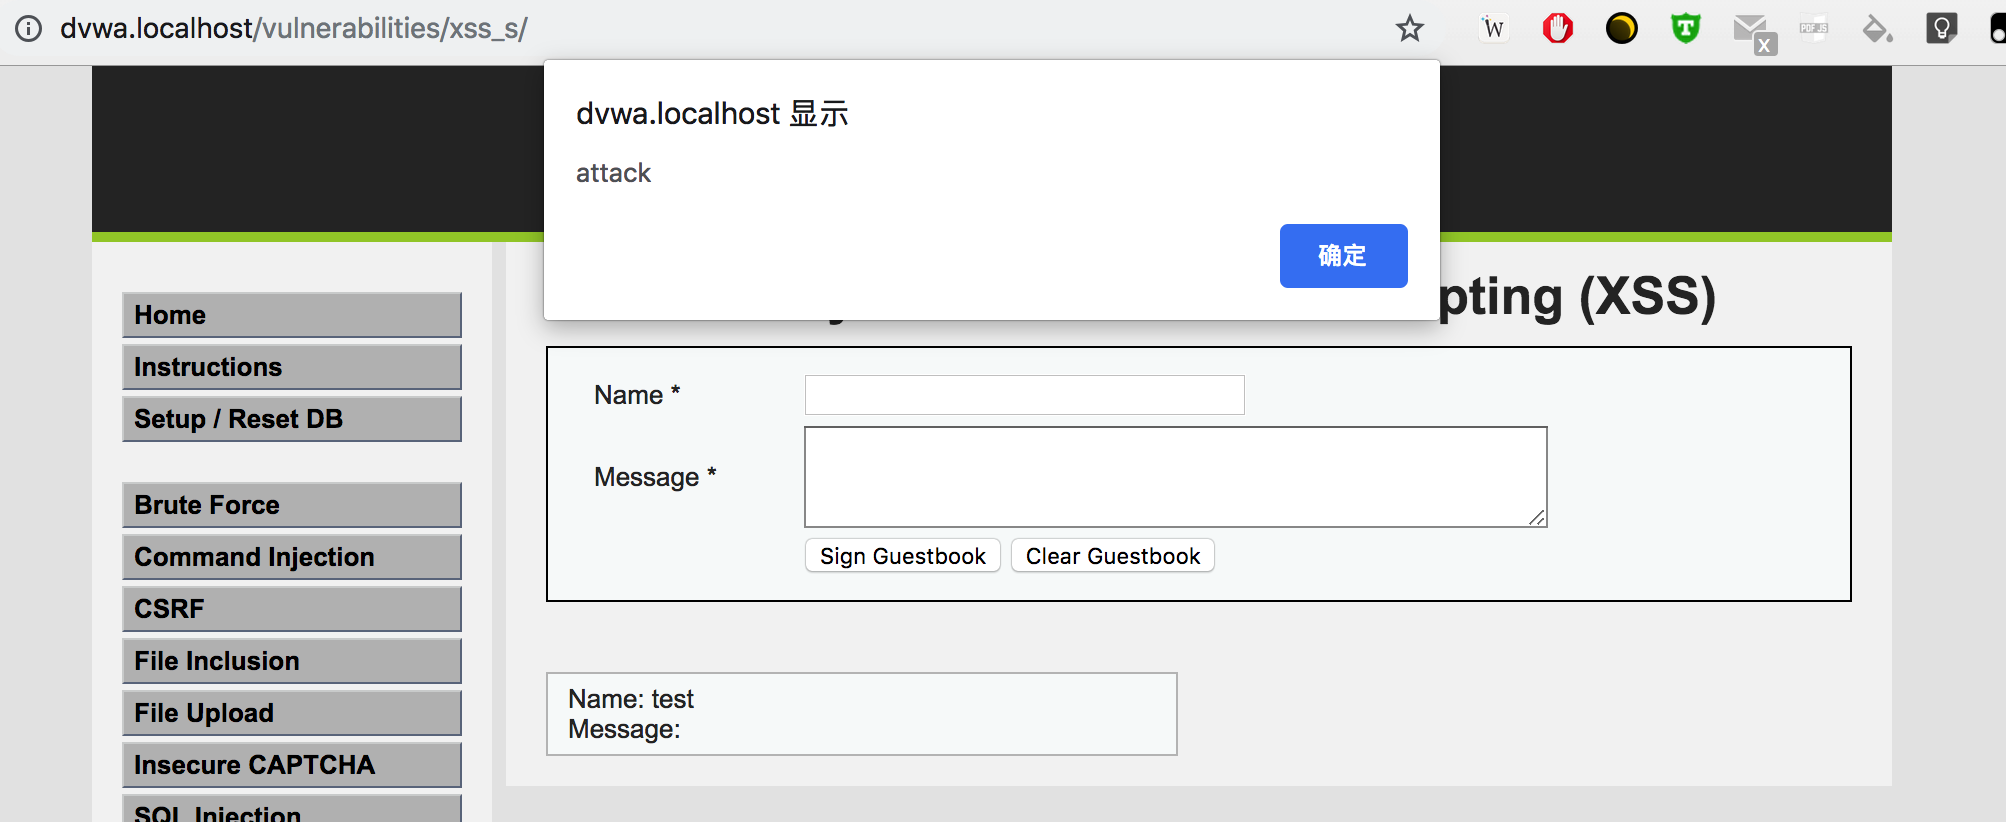 dvwa.localhost/vulnerabilities/xss_s/
W
T
X
PDF JS
dvwa.localhost 显示
attack
确定
pting (XSS)
Home
Instructions
Setup / Reset DB
Brute Force
Command Injection
CSRF
File Inclusion
File Upload
Insecure CAPTCHA
SQL Injection
Name *
Message *
Sign Guestbook
Clear Guestbook
Name: test
Message: